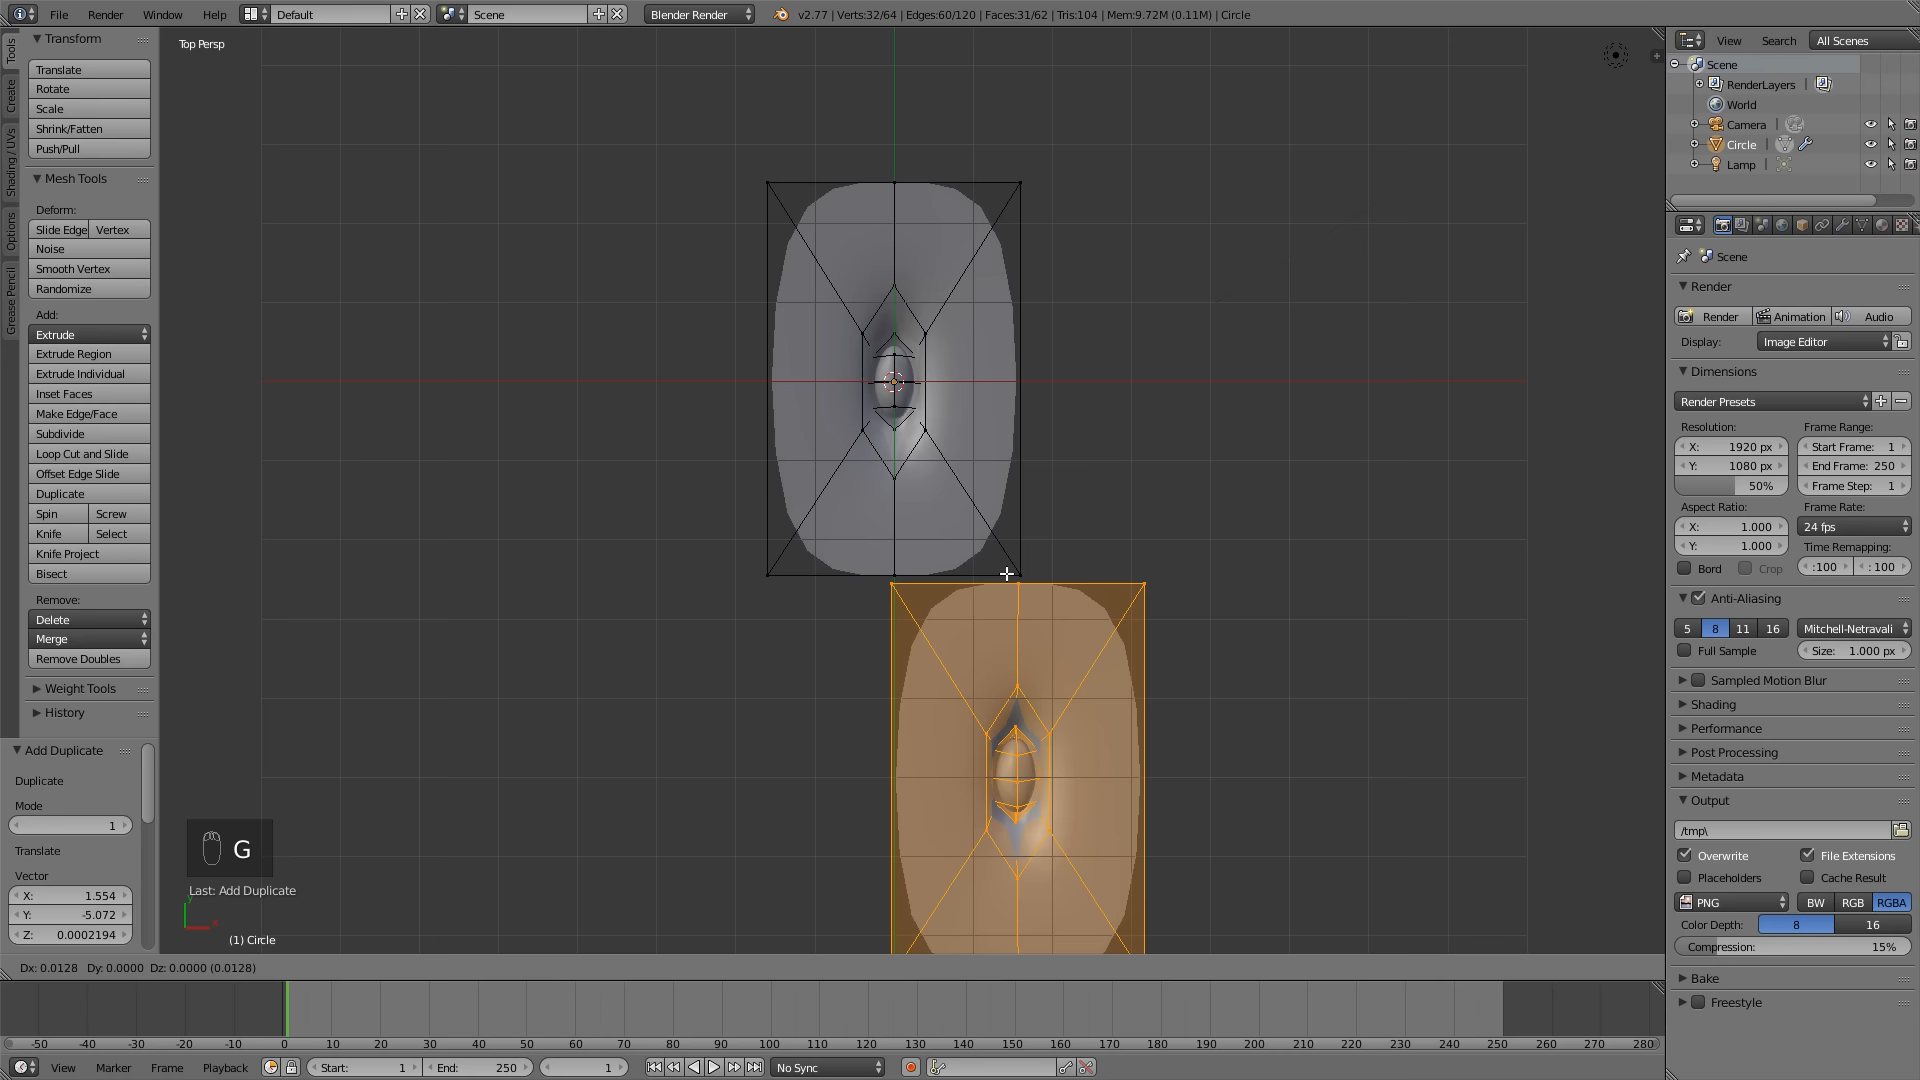 File Render Window Help Default Scene Blender Render v2.77 | Verts:32/64 | Edges:60/120 | Faces:31/62 | Tris:104 | Mem:9.72M (0.11M) | Circle
Tools
Create
Shading / UVs
Options
Grease Pencil
Transform
Translate
Rotate
Scale
Shrink/Fatten
Push/Pull
Mesh Tools
Deform:
Slide Edge Vertex
Noise
Smooth Vertex
Randomize
Add:
Extrude
Extrude Region
Extrude Individual
Inset Faces
Make Edge/Face
Subdivide
Loop Cut and Slide
Offset Edge Slide
Duplicate
Spin Screw
Knife Select
Knife Project
Bisect
Remove:
Delete
Merge
Remove Doubles
Weight Tools
History
Add Duplicate
Duplicate
Mode
1
Translate
Vector
X: 1.554
Y: -5.072
Z: 0.0002194
Top Persp
G
Last: Add Duplicate
y
x
(1) Circle
Dx: 0.0128 Dy: 0.0000 Dz: 0.0000 (0.0128)
-50 -40 -30 -20 -10 0 10 20 30 40 50 60 70 80 90 100 110 120 130 140 150 160 170 180 190 200 210 220 230 240 250 260 270 280
View Marker Frame Playback Start: 1 End: 250 1 No Sync
View Search All Scenes
Scene
RenderLayers |
World
Camera |
Circle |
Lamp |
Scene
Render
Render Animation Audio
Display: Image Editor
Dimensions
Render Presets
Resolution: Frame Range:
X: 1920 px Start Frame: 1
Y: 1080 px End Frame: 250
50% Frame Step: 1
Aspect Ratio: Frame Rate:
X: 1.000 24 fps
Y: 1.000 Time Remapping:
Bord Crop :100 : 100
Anti-Aliasing
5 8 11 16 Mitchell-Netravali
Full Sample Size: 1.000 px
Sampled Motion Blur
Shading
Performance
Post Processing
Metadata
Output
/tmp\
Overwrite File Extensions
Placeholders Cache Result
PNG BW RGB RGBA
Color Depth: 8 16
Compression: 15%
Bake
Freestyle